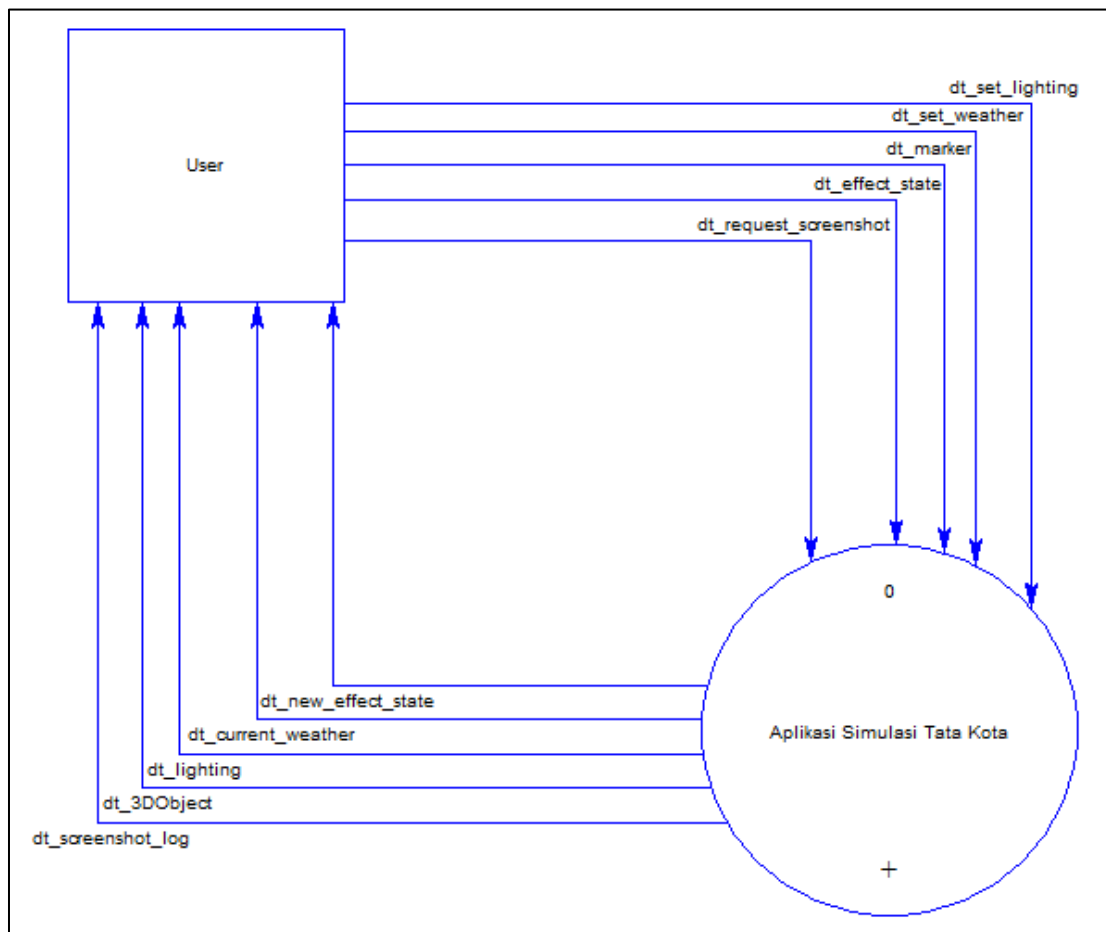 dt_set_lighting
dt_set_weather
User
dt_marker
dt_effect_state
dt_request_screenshot
0
dt_new_effect_state
Aplikasi Simulasi Tata Kota
dt_current_weather
dt_lighting
dt_3DObject
dt_screenshot_log
+